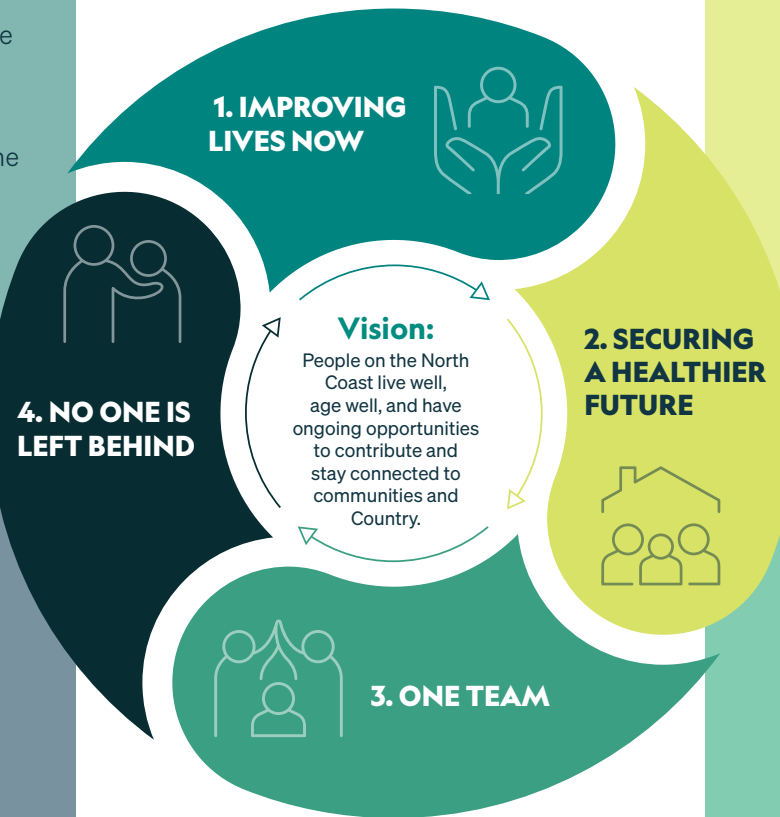 1. IMPROVING
LIVES NOW
2. SECURING
A HEALTHIER
FUTURE
3. ONE TEAM
4. NO ONE IS
LEFT BEHIND
Vision:
People on the North
Coast live well,
age well, and have
ongoing opportunities
to contribute and
stay connected to
communities and
Country.